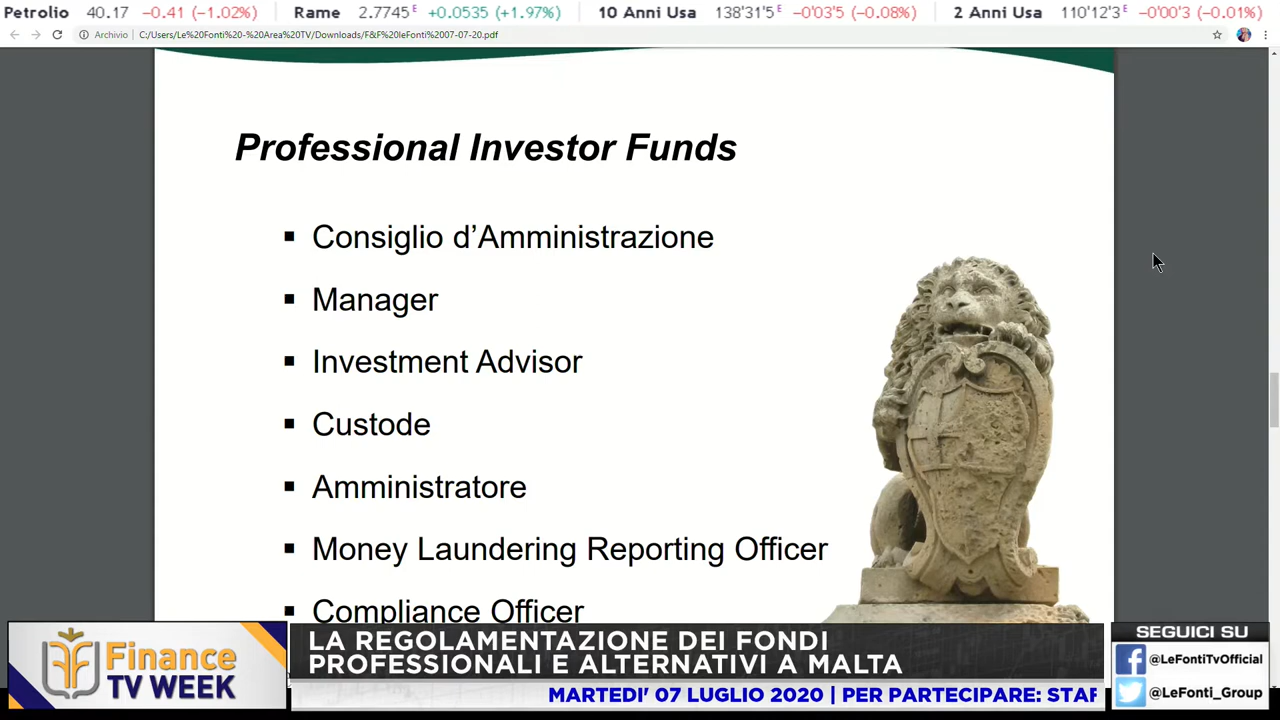 Petrolio 40.17 −0.41 (−1.02%) Rame 2.7745E +0.0535 (+1.97%) 10 Anni Usa 138'31'5E −0'03'5 (−0.08%) 2 Anni Usa 110'12'3E −0'00'3 (−0.01%)
Archivio | C:/Users/Le%20Fonti%20-%20Area%20TV/Downloads/F&F%20leFonti%2007-07-20.pdf
Professional Investor Funds
▪ Consiglio d’Amministrazione
▪ Manager
▪ Investment Advisor
▪ Custode
▪ Amministratore
▪ Money Laundering Reporting Officer
▪ Compliance Officer
Finance
TV WEEK
LA REGOLAMENTAZIONE DEI FONDI
PROFESSIONALI E ALTERNATIVI A MALTA
MARTEDI' 07 LUGLIO 2020 | PER PARTECIPARE: STAF
SEGUICI SU
@LeFontiTvOfficial
@LeFonti_Group